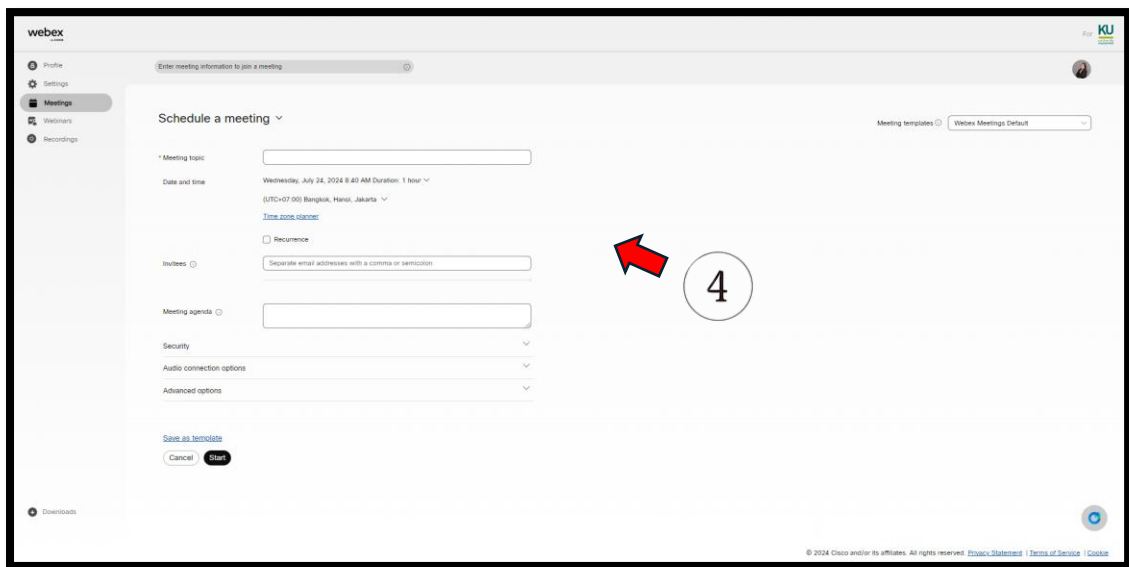 webex
For KU
Profile
Enter meeting information to join a meeting
Settings
Meetings
Webinars
Recordings
Schedule a meeting
Meeting templates
Webex Meetings Default
* Meeting topic
Date and time
Wednesday, July 24, 2024 8:40 AM Duration: 1 hour
(UTC+07:00) Bangkok, Hanoi, Jakarta
Time zone planner
Recurrence
Invitees
Separate email addresses with a comma or semicolon
4
Meeting agenda
Security
Audio connection options
Advanced options
Save as template
Cancel
Start
Downloads
© 2024 Cisco and/or its affiliates. All rights reserved. Privacy Statement | Terms of Service | Cookie